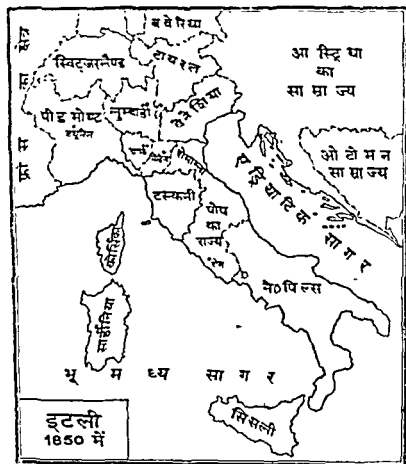 बवेरिया
स्विट्जरलैण्ड
टायरल
आस्ट्रिया
का
साम्राज्य
पीडमोण्ट
लुम्बार्डी
वेनेशिया
फ्रांस
ओटोमन
साम्राज्य
एड्रियाटिक सागर
टस्कनी
पोप
का
राज्य
रोम
कोर्सिका
सार्डीनिया
नेपिल्स
भूमध्य सागर
सिसली
इटली
1850 में